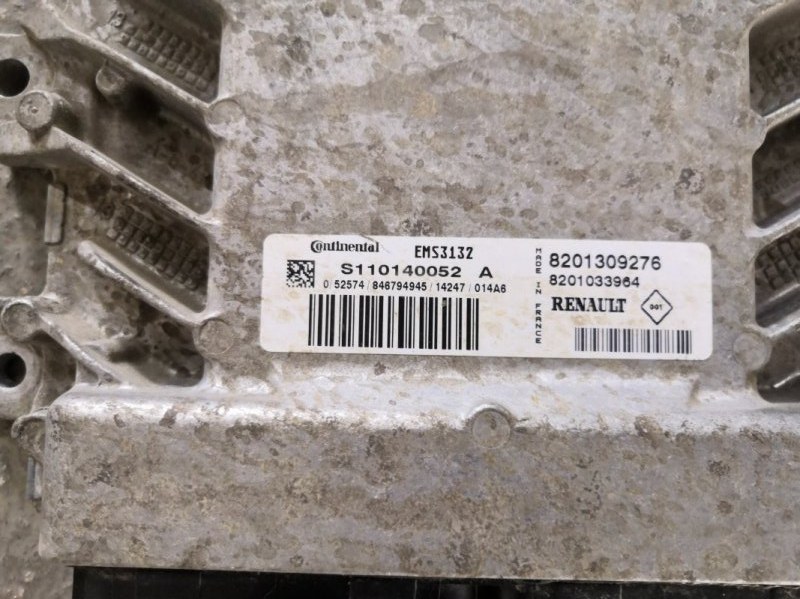 Continental EMS3132
S110140052 A
0 52574 / 846794945 / 14247 / 014A6
MADE IN FRANCE
8201309276
8201033964
RENAULT
001